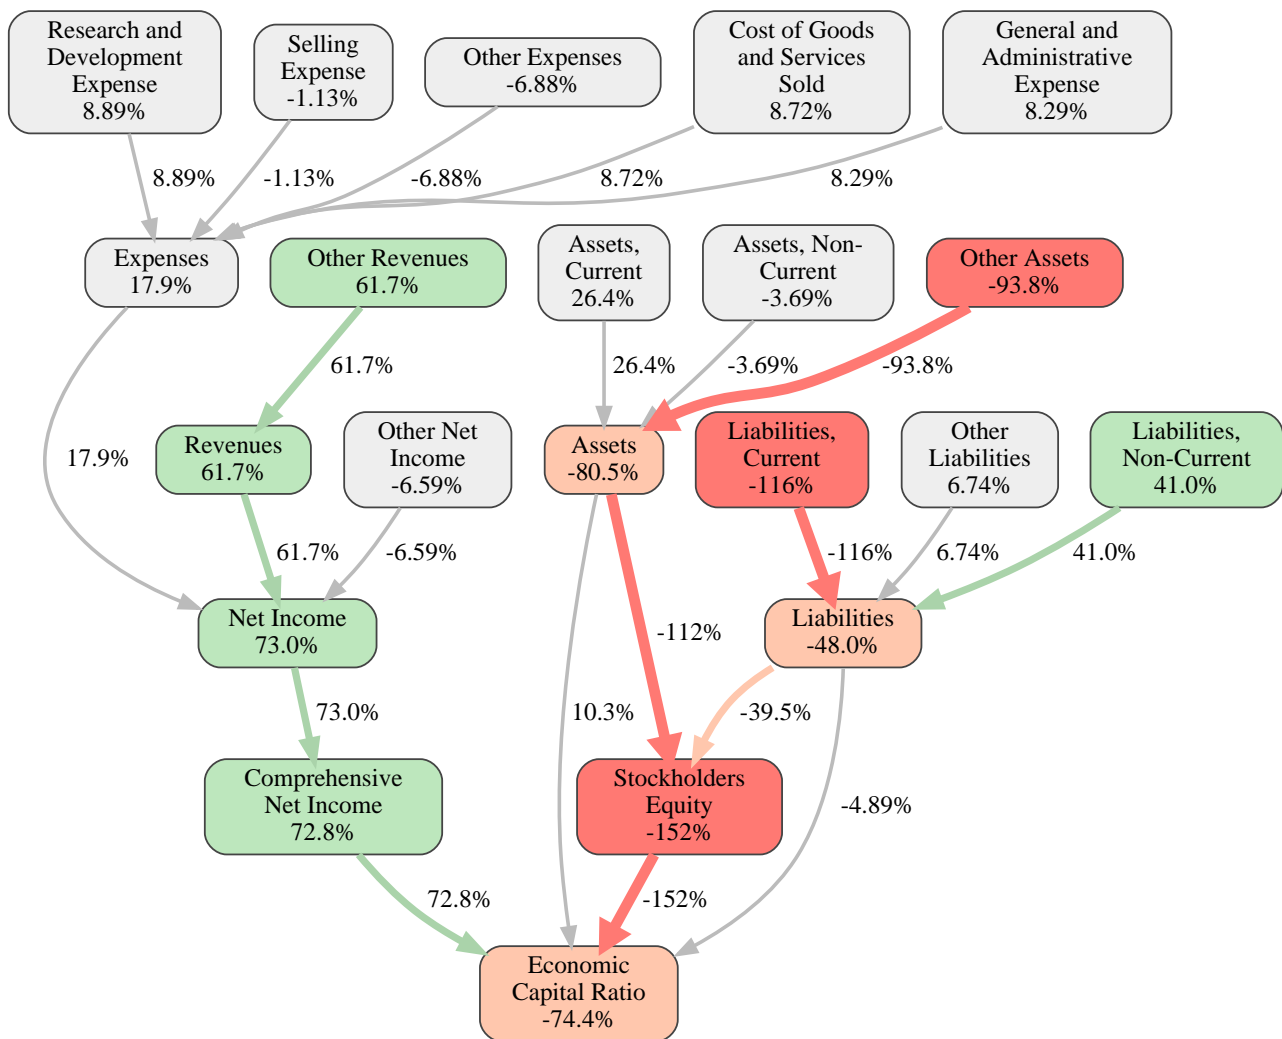 Research and
Development
Expense
8.89%
Selling
Expense
-1.13%
Other Expenses
-6.88%
Cost of Goods
and Services
Sold
8.72%
General and
Administrative
Expense
8.29%
8.89%
-1.13%
-6.88%
8.72%
8.29%
Expenses
17.9%
Other Revenues
61.7%
Assets,
Current
26.4%
Assets, Non-
Current
-3.69%
Other Assets
-93.8%
61.7%
26.4%
-3.69%
-93.8%
17.9%
Revenues
61.7%
Other Net
Income
-6.59%
Assets
-80.5%
Liabilities,
Current
-116%
Other
Liabilities
6.74%
Liabilities,
Non-Current
41.0%
61.7%
-6.59%
-116%
6.74%
41.0%
Net Income
73.0%
-112%
Liabilities
-48.0%
73.0%
10.3%
-39.5%
Comprehensive
Net Income
72.8%
Stockholders
Equity
-152%
-4.89%
72.8%
-152%
Economic
Capital Ratio
-74.4%